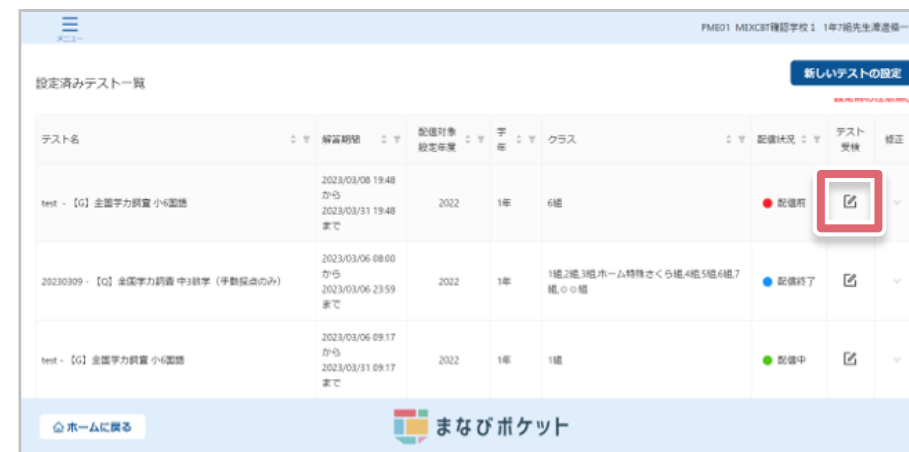 メニュー
PME01 MEXCBT確認学校1 1年7組先生渡邉優一
設定済みテスト一覧
新しいテストの設定
テスト名
解答期間
配信対象
設定年度
学
年
クラス
配信状況
テスト
受検
修正
test - 【G】全国学力調査 小6国語
2023/03/08 19:48
から
2023/03/31 19:48
まで
2022
1年
6組
配信前
20230309 - 【Q】全国学力調査 中3数学（手動採点のみ）
2023/03/06 08:00
から
2023/03/06 23:59
まで
2022
1年
1組,2組,3組,ホーム特殊さくら組,4組,5組,6組,7
組,○○組
配信終了
test - 【G】全国学力調査 小6国語
2023/03/06 09:17
から
2023/03/31 09:17
まで
2022
1年
1組
配信中
ホームに戻る
まなびポケット